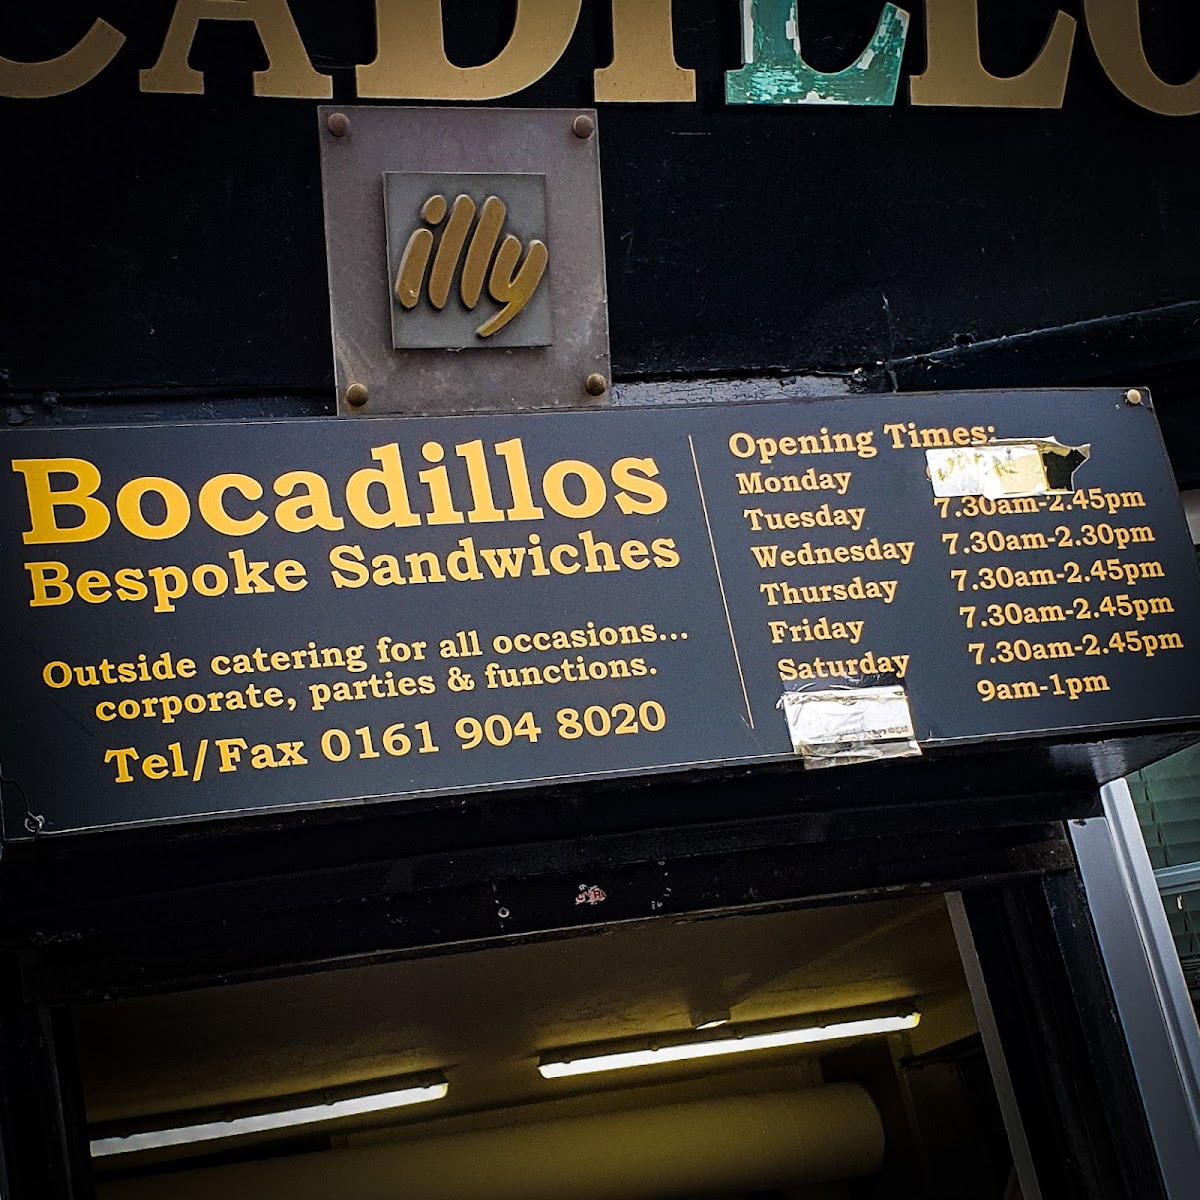 CADILLO
illy
Bocadillos
Bespoke Sandwiches
Outside catering for all occasions...
corporate, parties & functions.
Tel/Fax 0161 904 8020
Opening Times:
Monday
Tuesday 7.30am-2.45pm
Wednesday 7.30am-2.30pm
Thursday 7.30am-2.45pm
Friday 7.30am-2.45pm
Saturday 7.30am-2.45pm
9am-1pm